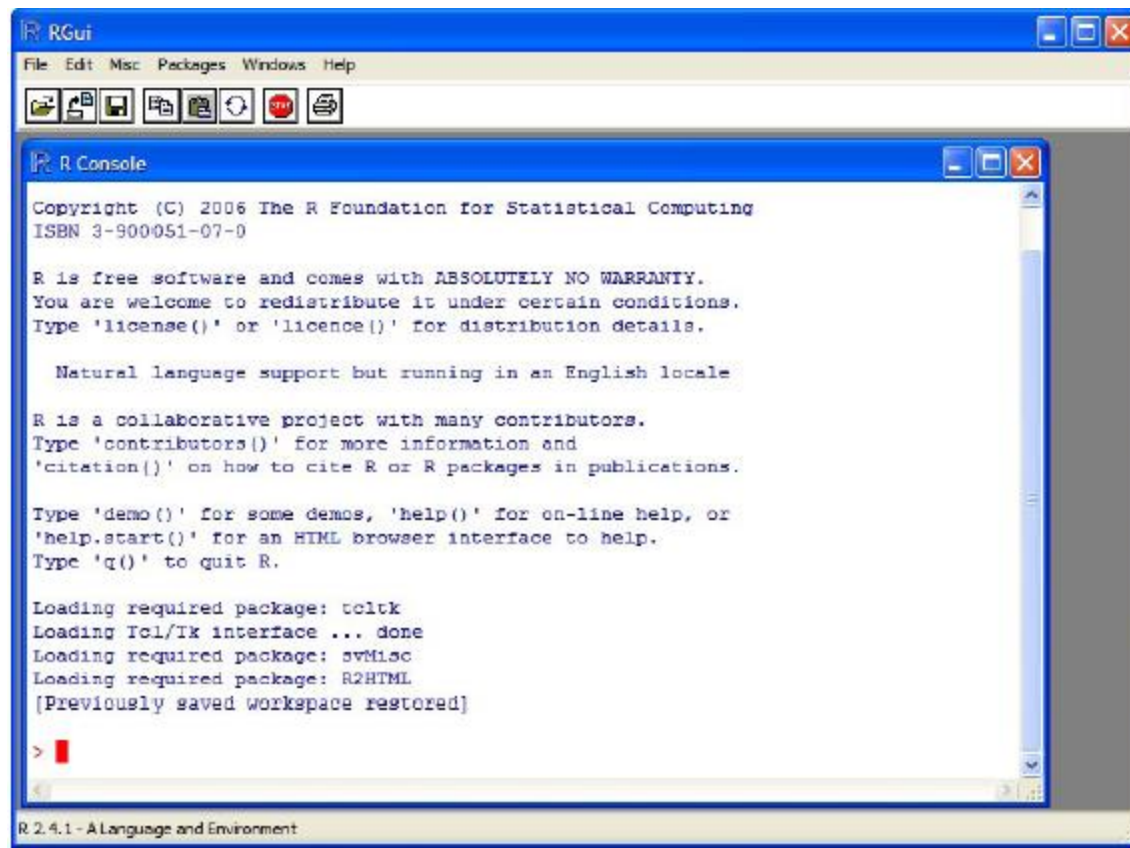 RGui
File Edit Misc Packages Windows Help
STOP
R Console
Copyright (C) 2006 The R Foundation for Statistical Computing
ISBN 3-900051-07-0
R is free software and comes with ABSOLUTELY NO WARRANTY.
You are welcome to redistribute it under certain conditions.
Type 'license()' or 'licence()' for distribution details.
Natural language support but running in an English locale
R is a collaborative project with many contributors.
Type 'contributors()' for more information and
'citation()' on how to cite R or R packages in publications.
Type 'demo()' for some demos, 'help()' for on-line help, or
'help.start()' for an HTML browser interface to help.
Type 'q()' to quit R.
Loading required package: tcltk
Loading Tcl/Tk interface ... done
Loading required package: svMisc
Loading required package: R2HTML
[Previously saved workspace restored]
>
R 2.4.1 - A Language and Environment